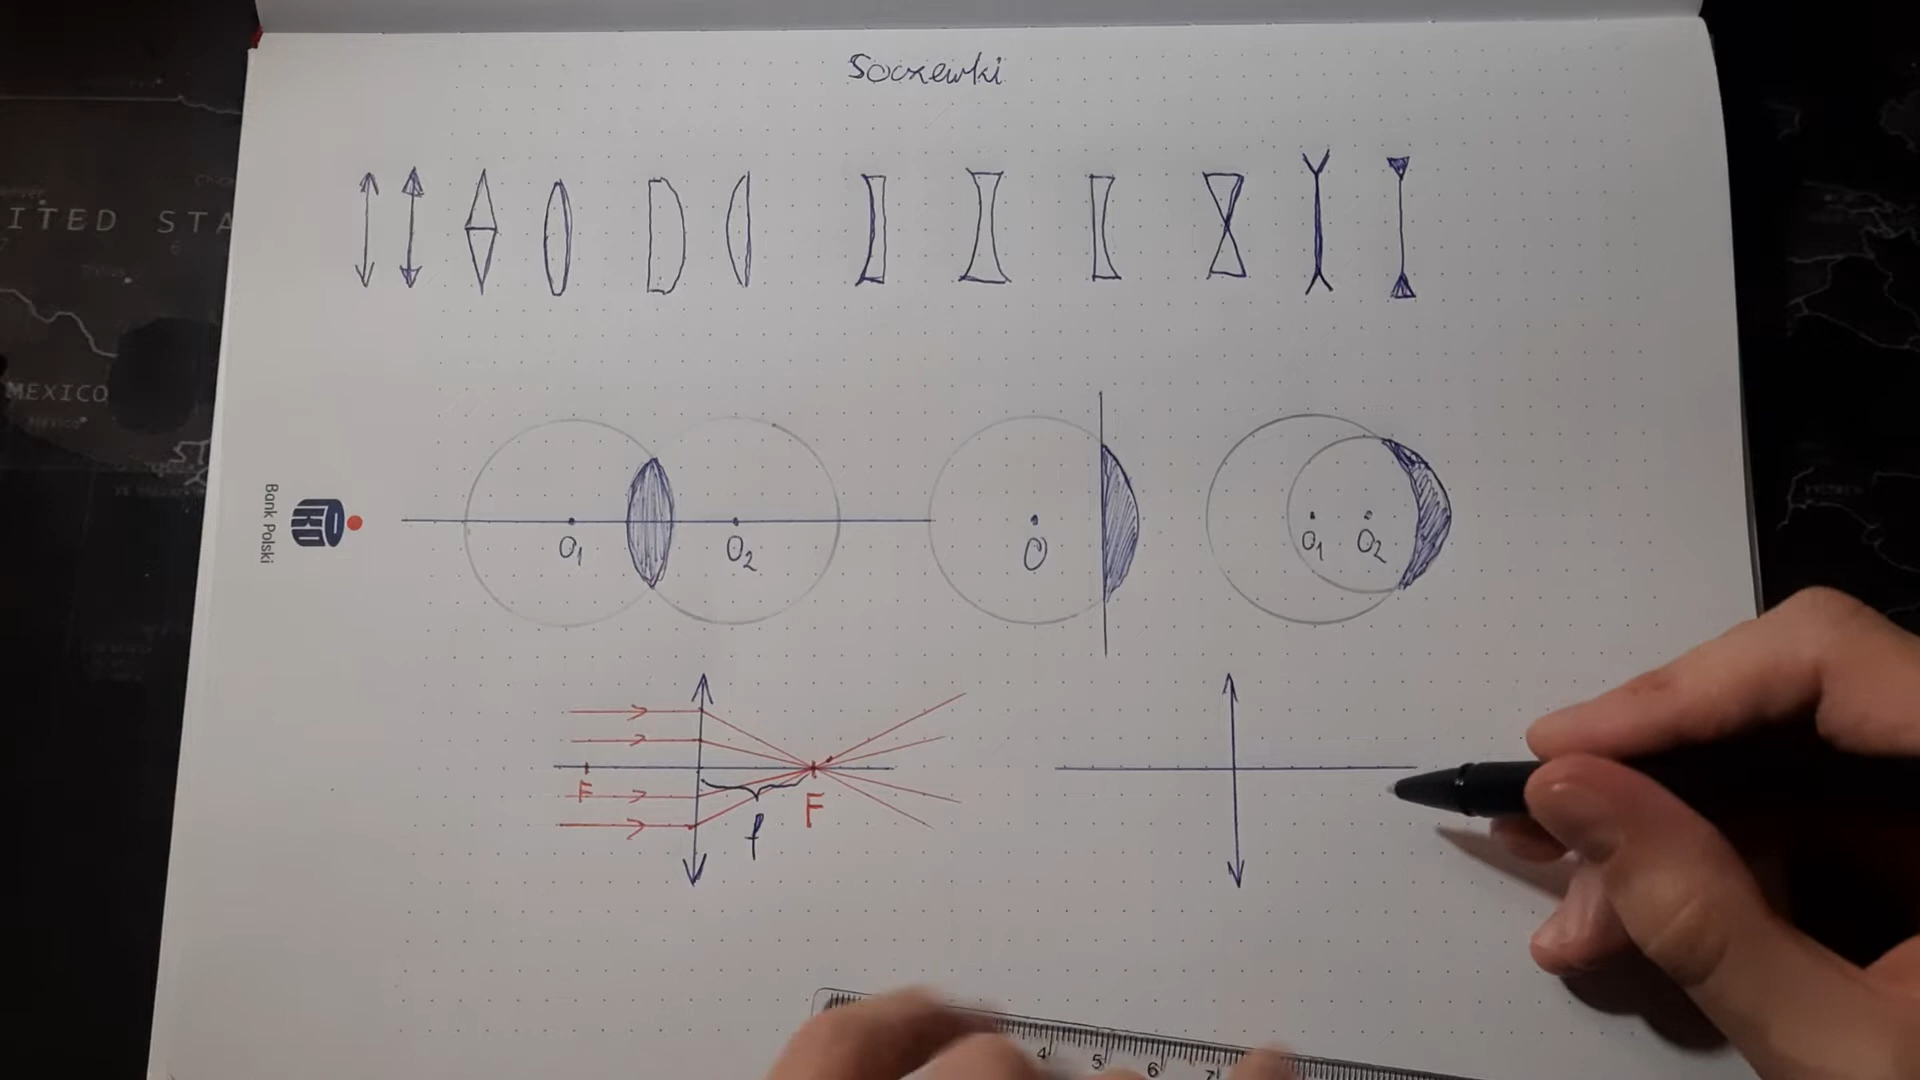 Soczewki
ITED STA
MEXICO
Bank Polski
O1
O2
O
O1
O2
F
f
F
4 5 6 7